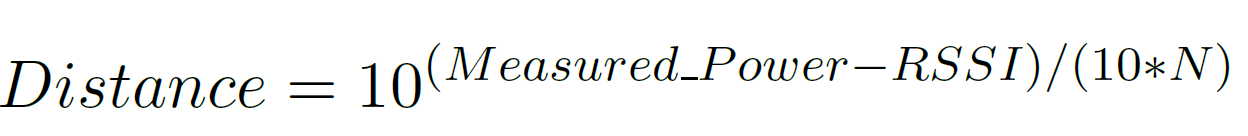 Distance = 10^{(Measured_Power−RSSI)/(10*N)}